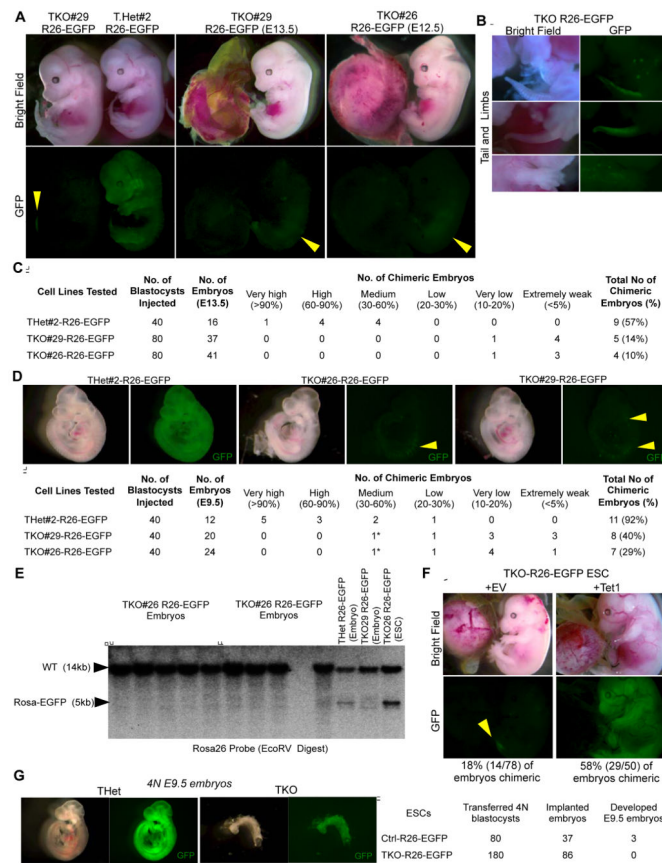 A
TKO#29 T.Het#2
R26-EGFP R26-EGFP
TKO#29
R26-EGFP (E13.5)
TKO#26
R26-EGFP (E12.5)
Bright Field
GFP
B
TKO R26-EGFP
Bright Field GFP
Tail and Limbs
C
Cell Lines Tested No. of Blastocysts Injected No. of Embryos (E13.5) No. of Chimeric Embryos Total No of Chimeric Embryos (%)
Very high (>90%) High (60-90%) Medium (30-60%) Low (20-30%) Very low (10-20%) Extremely weak (<5%)
THet#2-R26-EGFP 40 16 1 4 4 0 0 0 9 (57%)
TKO#29-R26-EGFP 80 37 0 0 0 0 1 4 5 (14%)
TKO#26-R26-EGFP 80 41 0 0 0 0 1 3 4 (10%)
D
THet#2-R26-EGFP TKO#26-R26-EGFP TKO#29-R26-EGFP
GFP GFP GFP
Cell Lines Tested No. of Blastocysts Injected No. of Embryos (E9.5) No. of Chimeric Embryos Total No of Chimeric Embryos (%)
Very high (>90%) High (60-90%) Medium (30-60%) Low (20-30%) Very low (10-20%) Extremely weak (<5%)
THet#2-R26-EGFP 40 12 5 3 2 1 0 0 11 (92%)
TKO#29-R26-EGFP 40 20 0 0 1* 1 3 3 8 (40%)
TKO#26-R26-EGFP 40 24 0 0 1* 1 4 1 7 (29%)
E
TKO#26 R26-EGFP
Embryos
TKO#26 R26-EGFP
Embryos
THet R26-EGFP
(Embryo)
TKO29 R26-EGFP
(Embryo)
TKO26 R26-EGFP
(ESC)
WT (14kb)
Rosa-EGFP (5kb)
Rosa26 Probe (EcoRV Digest)
F
TKO-R26-EGFP ESC
+EV +Tet1
Bright Field
GFP
18% (14/78) of embryos chimeric
58% (29/50) of embryos chimeric
G
4N E9.5 embryos
THet TKO
GFP GFP
ESCs Transferred 4N blastocysts Implanted embryos Developed E9.5 embryos
Ctrl-R26-EGFP 80 37 3
TKO-R26-EGFP 180 86 0